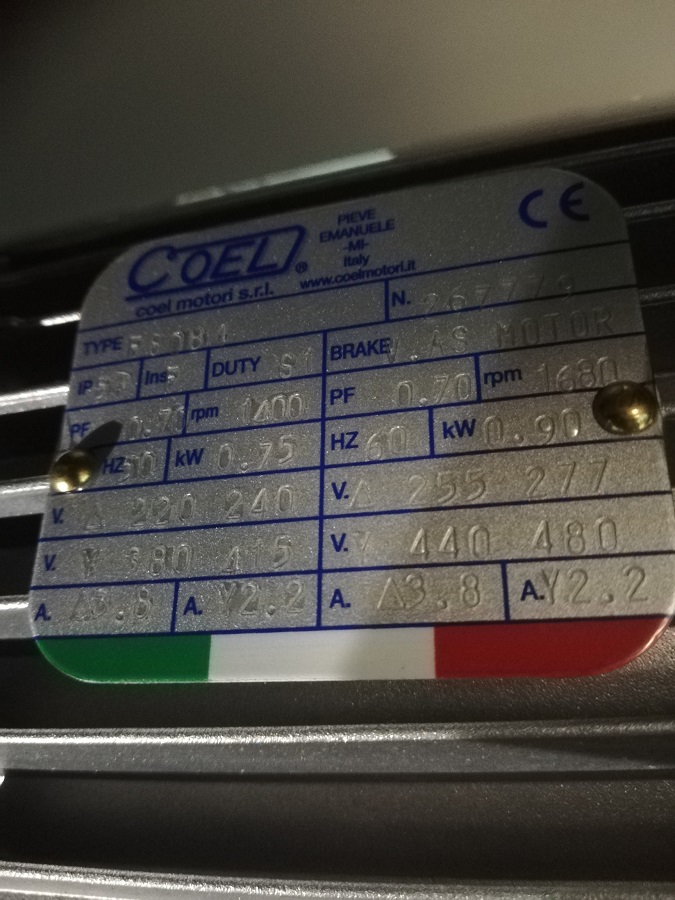 COEL ®
coel motori s.r.l.
PIEVE
EMANUELE
-MI-
Italy
www.coelmotori.it
CE
N.
TYPE
IP Ins F DUTY S1
BRAKE V.AS MOTOR
PF 0.70 rpm 1400
PF 0.70 rpm 1680
HZ 50 kW 0.75
HZ 60 kW 0.90
V. Δ 220 240
V. Δ 255 277
V. Y 380 415
V. Y 440 480
A. Δ3.8 A. Y2.2
A. Δ3.8 A. Y2.2